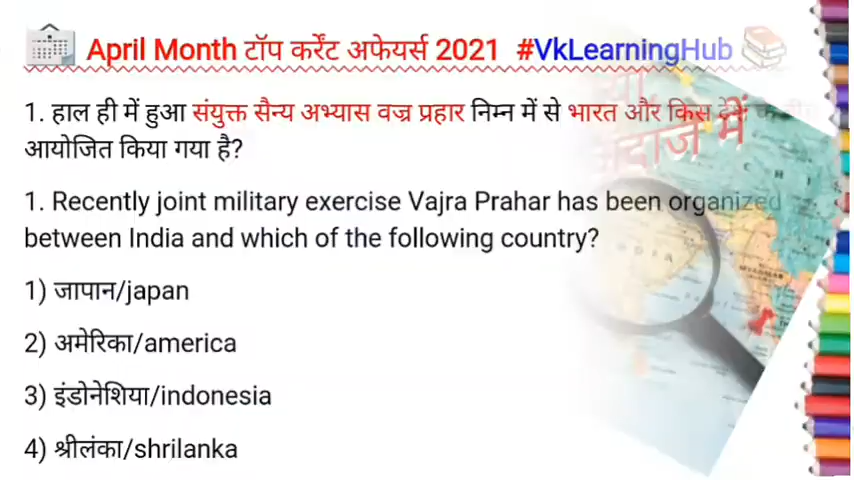 April Month टॉप करेंट अफेयर्स 2021 #VkLearningHub
1. हाल ही में हुआ संयुक्त सैन्य अभ्यास वज्र प्रहार निम्न में से भारत और किस
आयोजित किया गया है?
1. Recently joint military exercise Vajra Prahar has been organized
between India and which of the following country?
1) जापान/japan
2) अमेरिका/america
3) इंडोनेशिया/indonesia
4) श्रीलंका/shrilanka